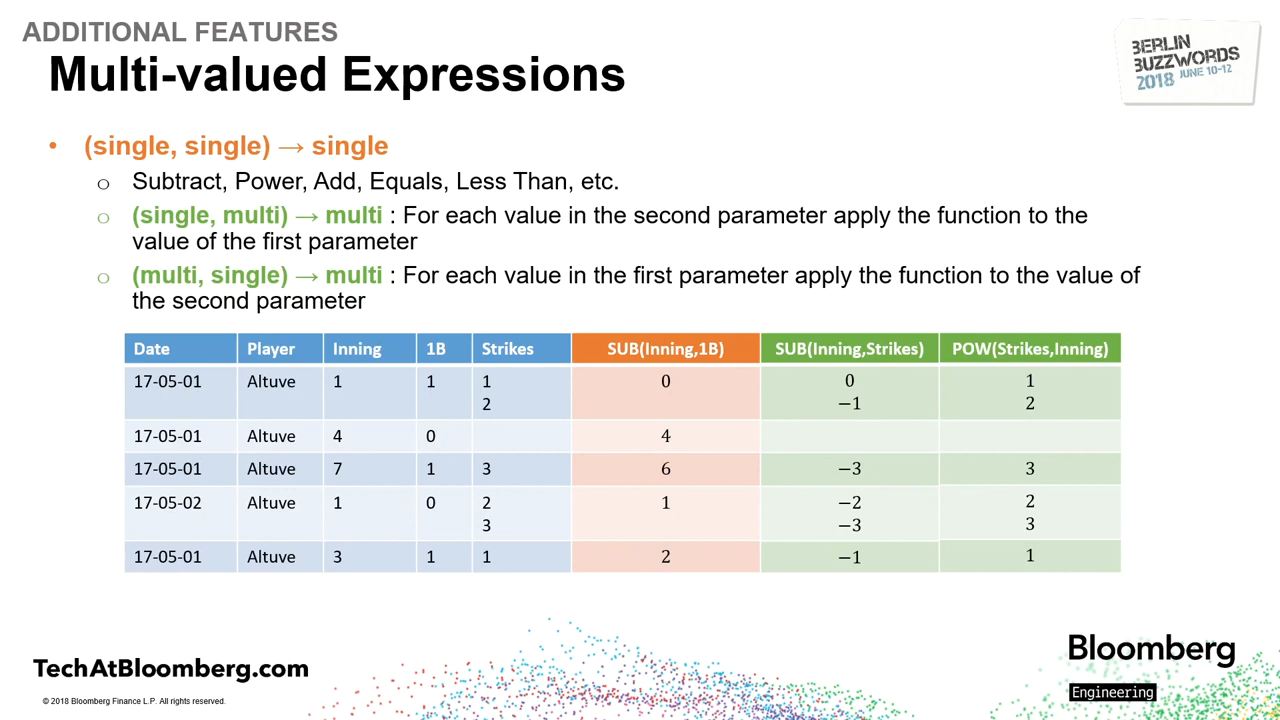 ADDITIONAL FEATURES
Multi-valued Expressions
BERLIN
BUZZWORDS
2018 JUNE 10-12
• (single, single) → single
o Subtract, Power, Add, Equals, Less Than, etc.
o (single, multi) → multi : For each value in the second parameter apply the function to the
value of the first parameter
o (multi, single) → multi : For each value in the first parameter apply the function to the value of
the second parameter
Date Player Inning 1B Strikes SUB(Inning,1B) SUB(Inning,Strikes) POW(Strikes,Inning)
17-05-01 Altuve 1 1 1 0 0 1
2 −1 2
17-05-01 Altuve 4 0 4
17-05-01 Altuve 7 1 3 6 −3 3
17-05-02 Altuve 1 0 2 1 −2 2
3 −3 3
17-05-01 Altuve 3 1 1 2 −1 1
TechAtBloomberg.com
© 2018 Bloomberg Finance L.P. All rights reserved.
Bloomberg
Engineering